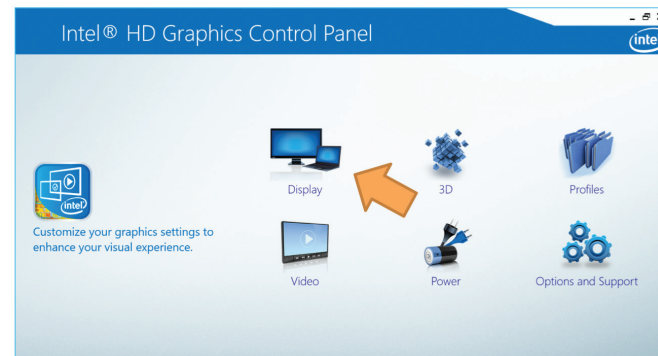 Intel® HD Graphics Control Panel
intel
Display
3D
Profiles
Customize your graphics settings to
enhance your visual experience.
Video
Power
Options and Support